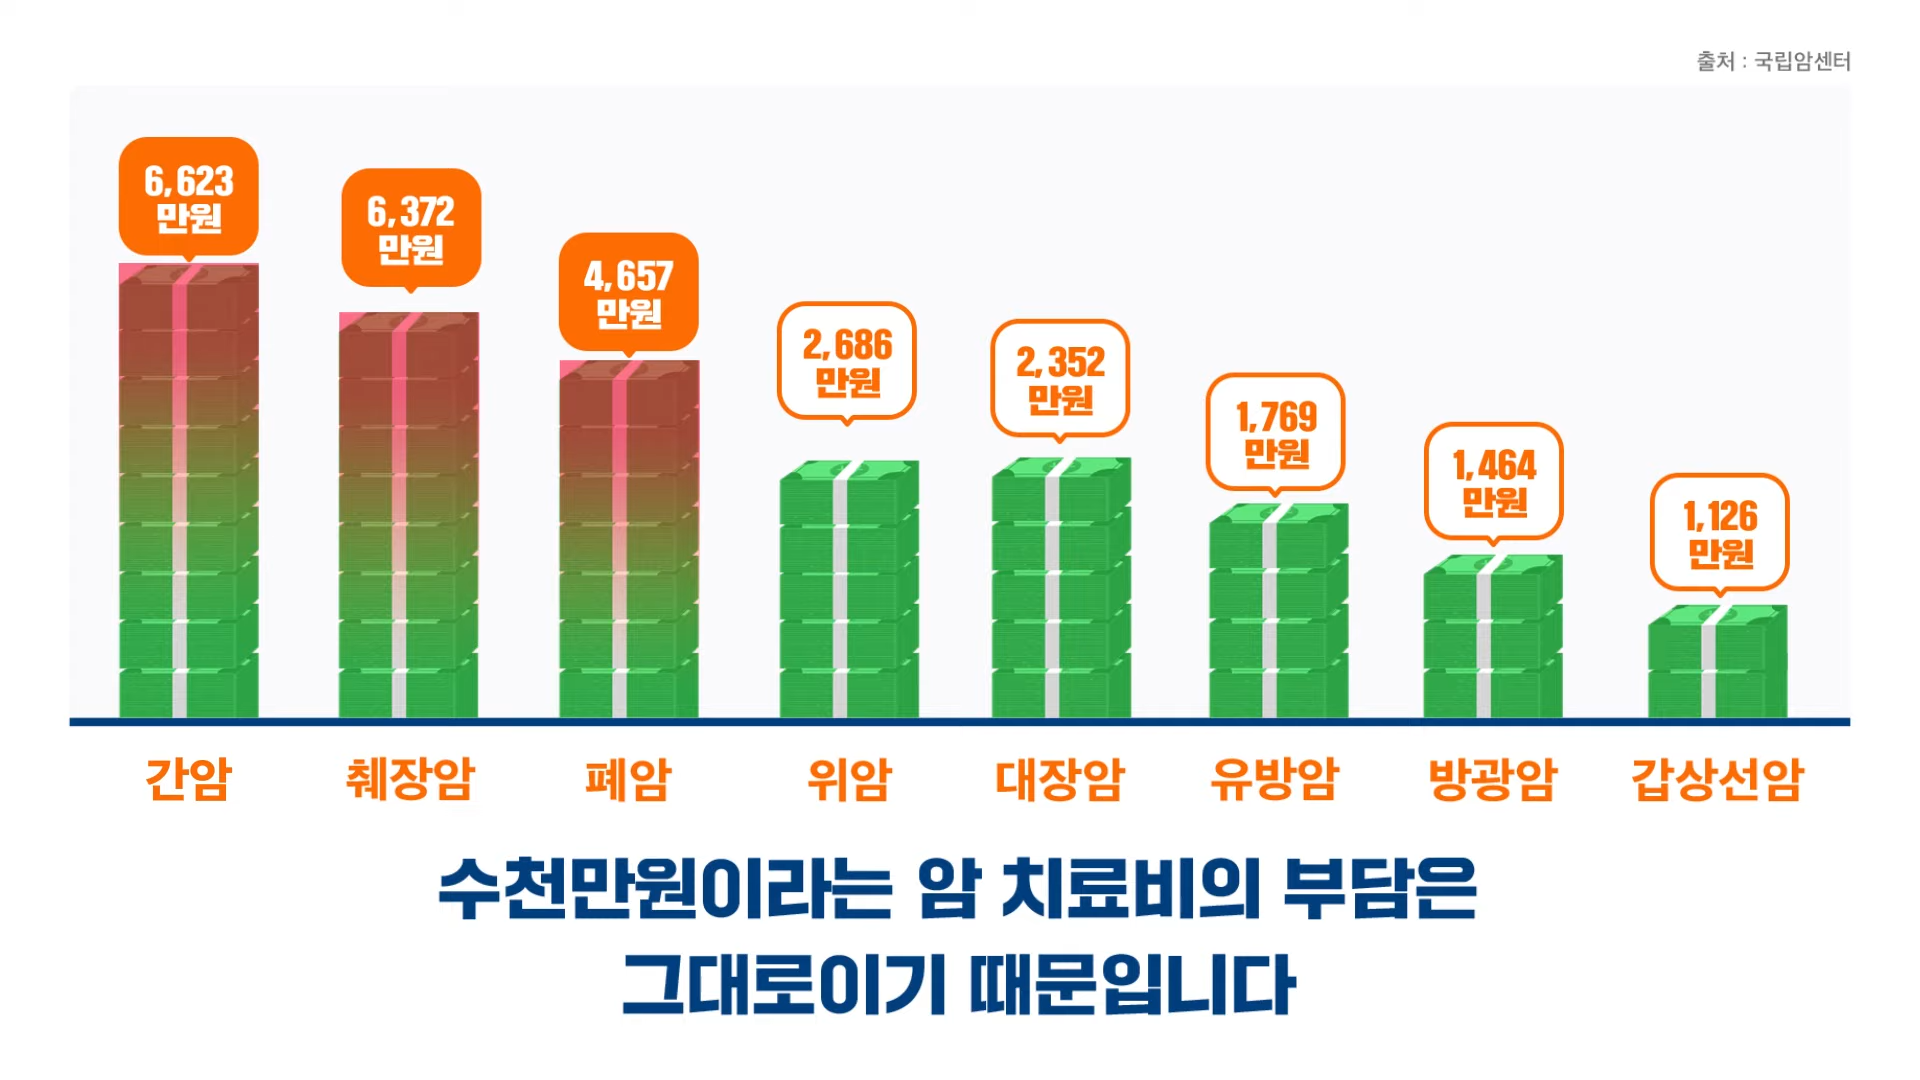 출처 : 국립암센터
6,623
만원
6,372
만원
4,657
만원
2,686
만원
2,352
만원
1,769
만원
1,464
만원
1,126
만원
간암
췌장암
폐암
위암
대장암
유방암
방광암
갑상선암
수천만원이라는 암 치료비의 부담은
그대로이기 때문입니다